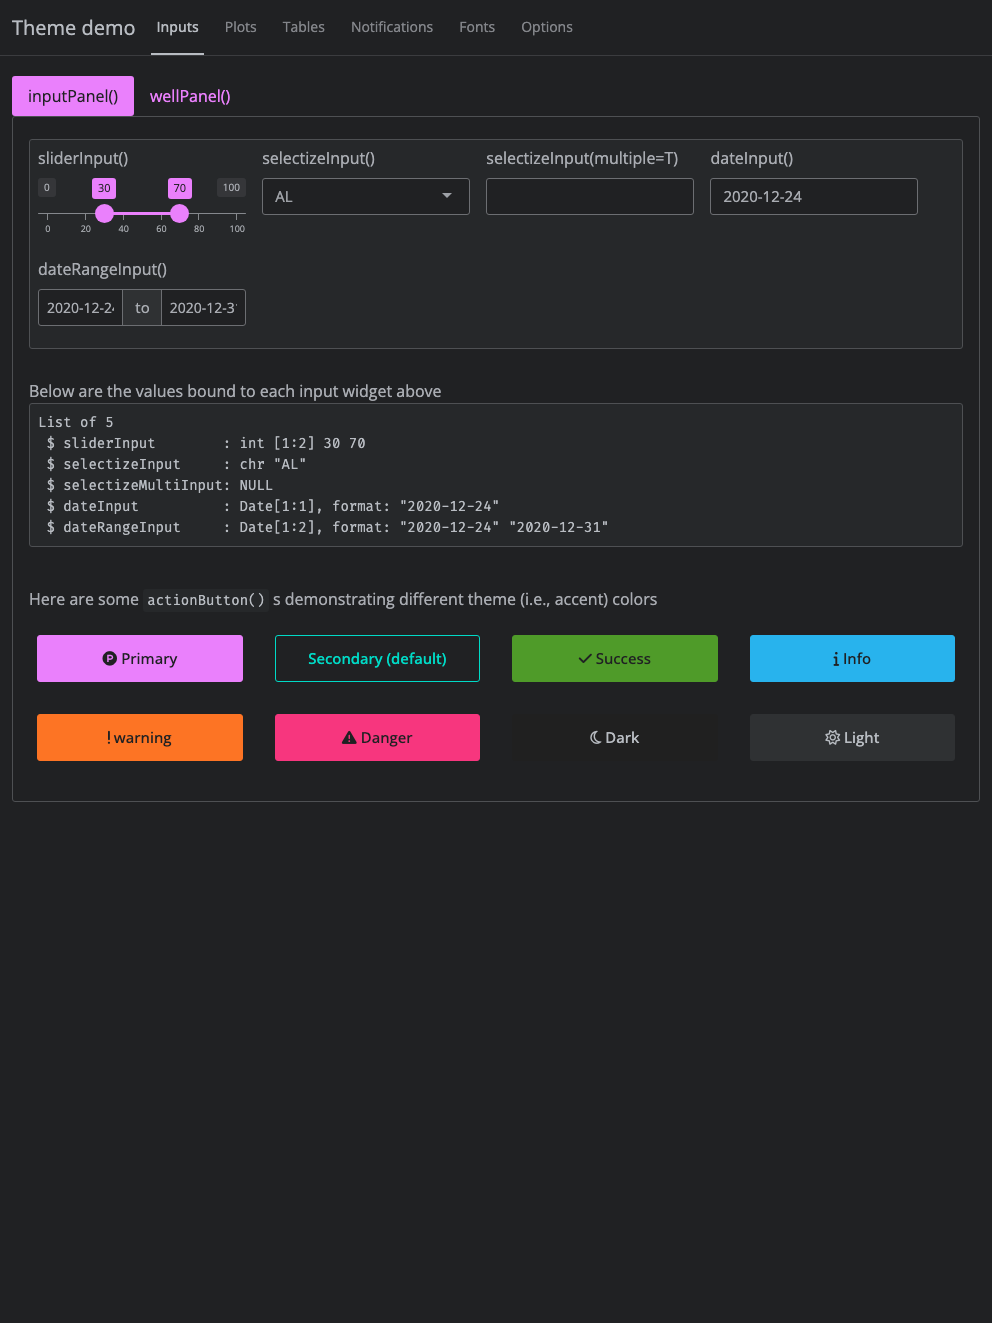 Theme demo Inputs Plots Tables Notifications Fonts Options
inputPanel() wellPanel()
sliderInput() selectizeInput() selectizeInput(multiple=T) dateInput()
0 30 70 100
AL 2020-12-24
0 20 40 60 80 100
dateRangeInput()
2020-12-24 to 2020-12-31
Below are the values bound to each input widget above
List of 5
$ sliderInput : int [1:2] 30 70
$ selectizeInput : chr "AL"
$ selectizeMultiInput: NULL
$ dateInput : Date[1:1], format: "2020-12-24"
$ dateRangeInput : Date[1:2], format: "2020-12-24" "2020-12-31"
Here are some actionButton() s demonstrating different theme (i.e., accent) colors
Primary Secondary (default) Success Info
warning Danger Dark Light